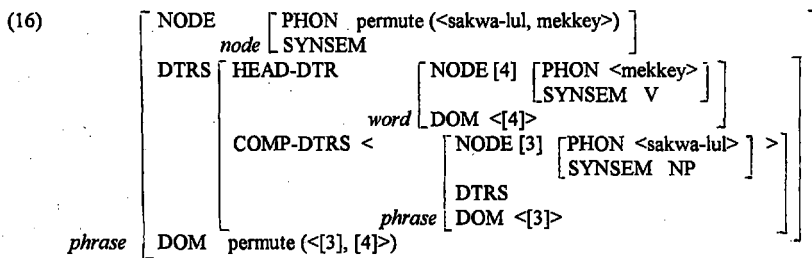 (16) NODE PHON permute (<sakwa-lul, mekkey>)
node SYNSEM
DTRS HEAD-DTR NODE [4] PHON <mekkey>
SYNSEM V
word DOM <[4]>
COMP-DTRS < NODE [3] PHON <sakwa-lul> >
SYNSEM NP
DTRS
phrase DOM <[3]>
phrase DOM permute (<[3], [4]>)